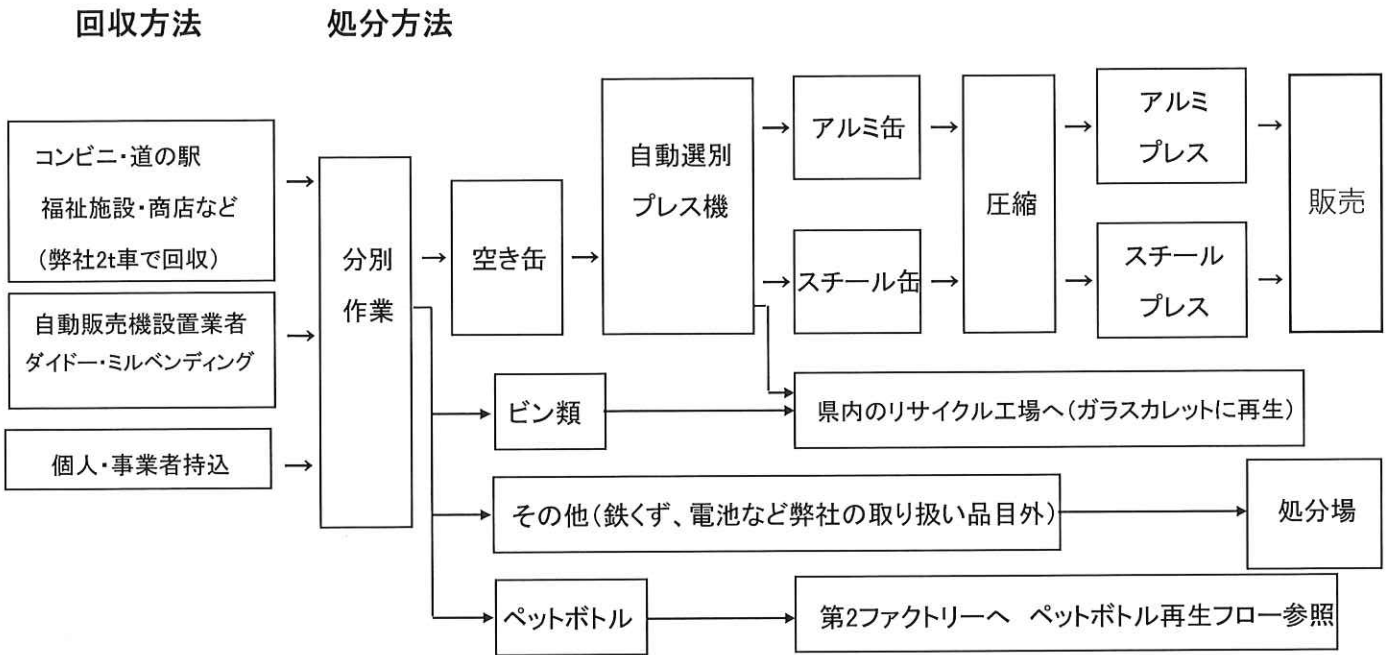 回収方法
処分方法
コンビニ・道の駅
福祉施設・商店など
(弊社2t車で回収)
自動販売機設置業者
ダイドー・ミルベンディング
個人・事業者持込
分別
作業
空き缶
自動選別
プレス機
アルミ缶
スチール缶
圧縮
アルミ
プレス
スチール
プレス
販売
ビン類
県内のリサイクル工場へ(ガラスカレットに再生)
その他(鉄くず、電池など弊社の取り扱い品目外)
処分場
ペットボトル
第2ファクトリーへ ペットボトル再生フロー参照